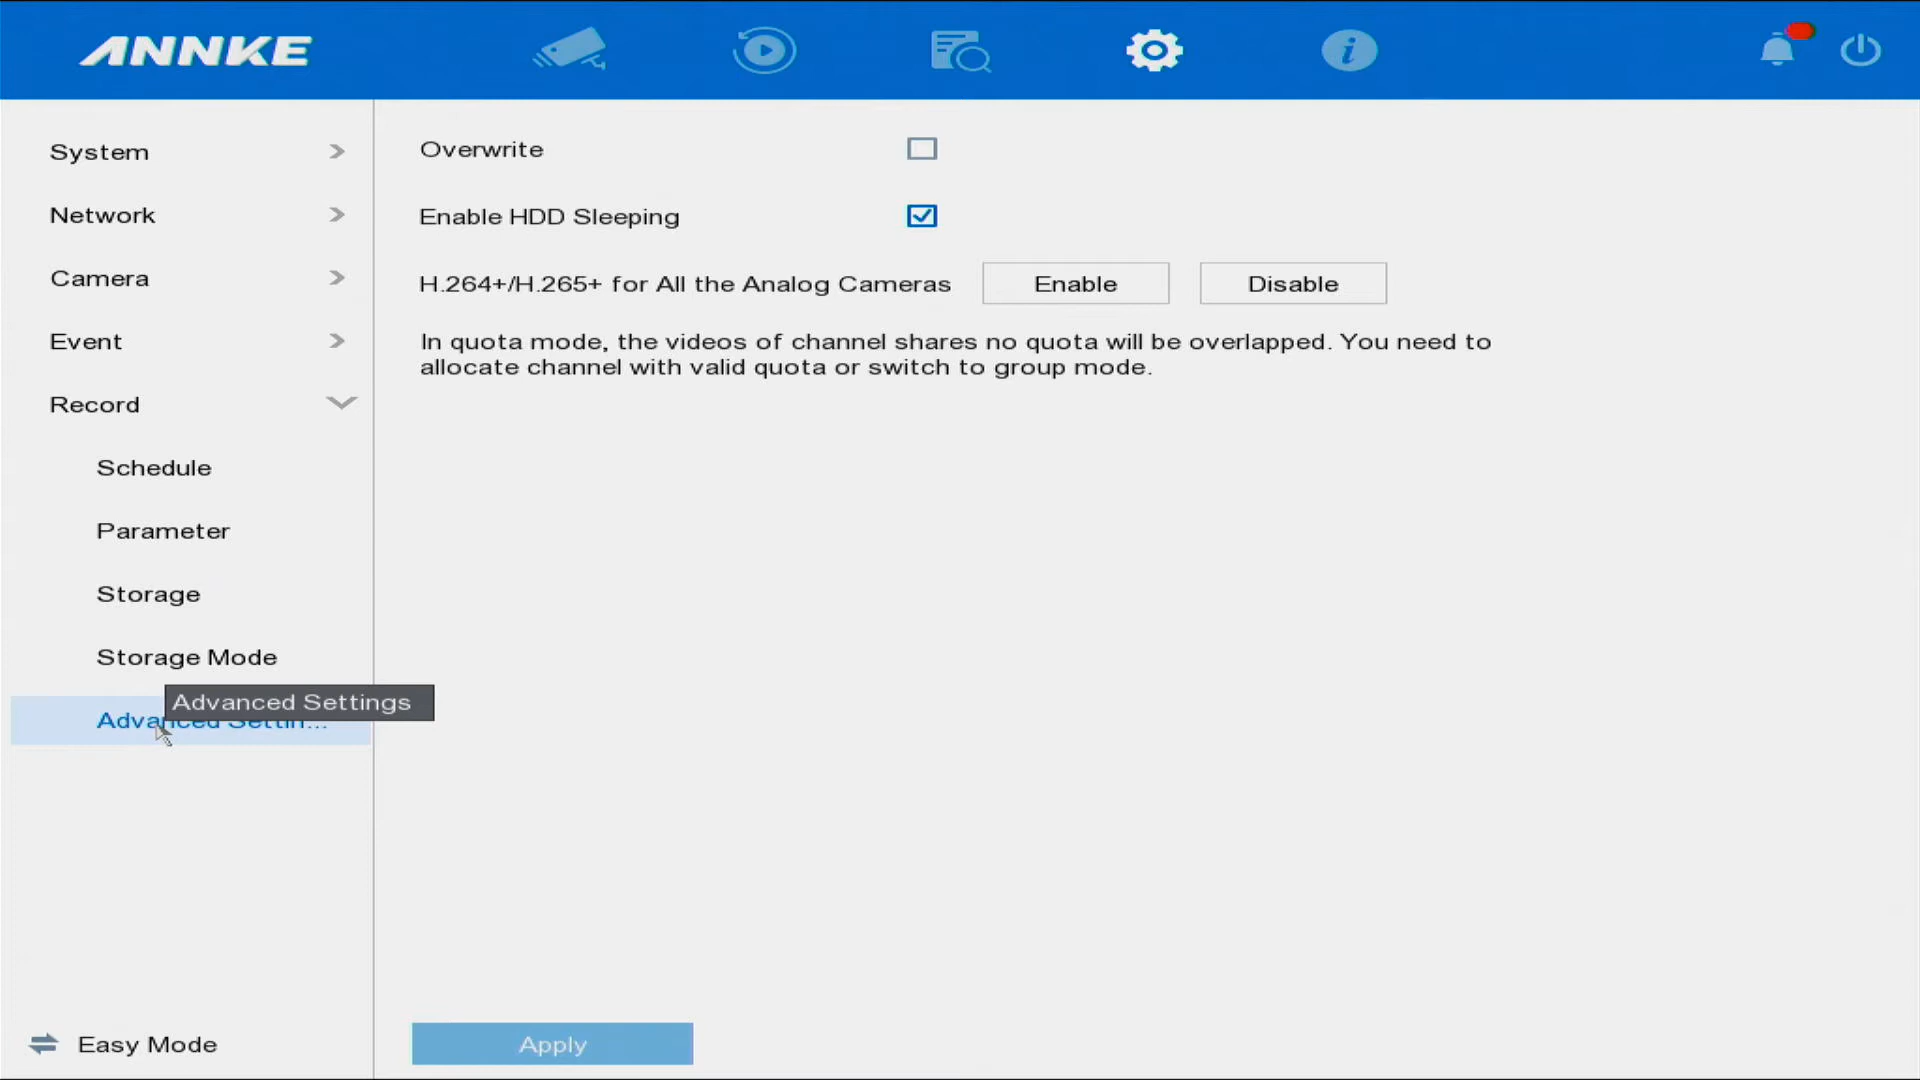 ANNKE
System
Network
Camera
Event
Record
Schedule
Parameter
Storage
Storage Mode
Advanced Settings
Advanced Settin...
Easy Mode
Overwrite
Enable HDD Sleeping
H.264+/H.265+ for All the Analog Cameras
Enable
Disable
In quota mode, the videos of channel shares no quota will be overlapped. You need to
allocate channel with valid quota or switch to group mode.
Apply